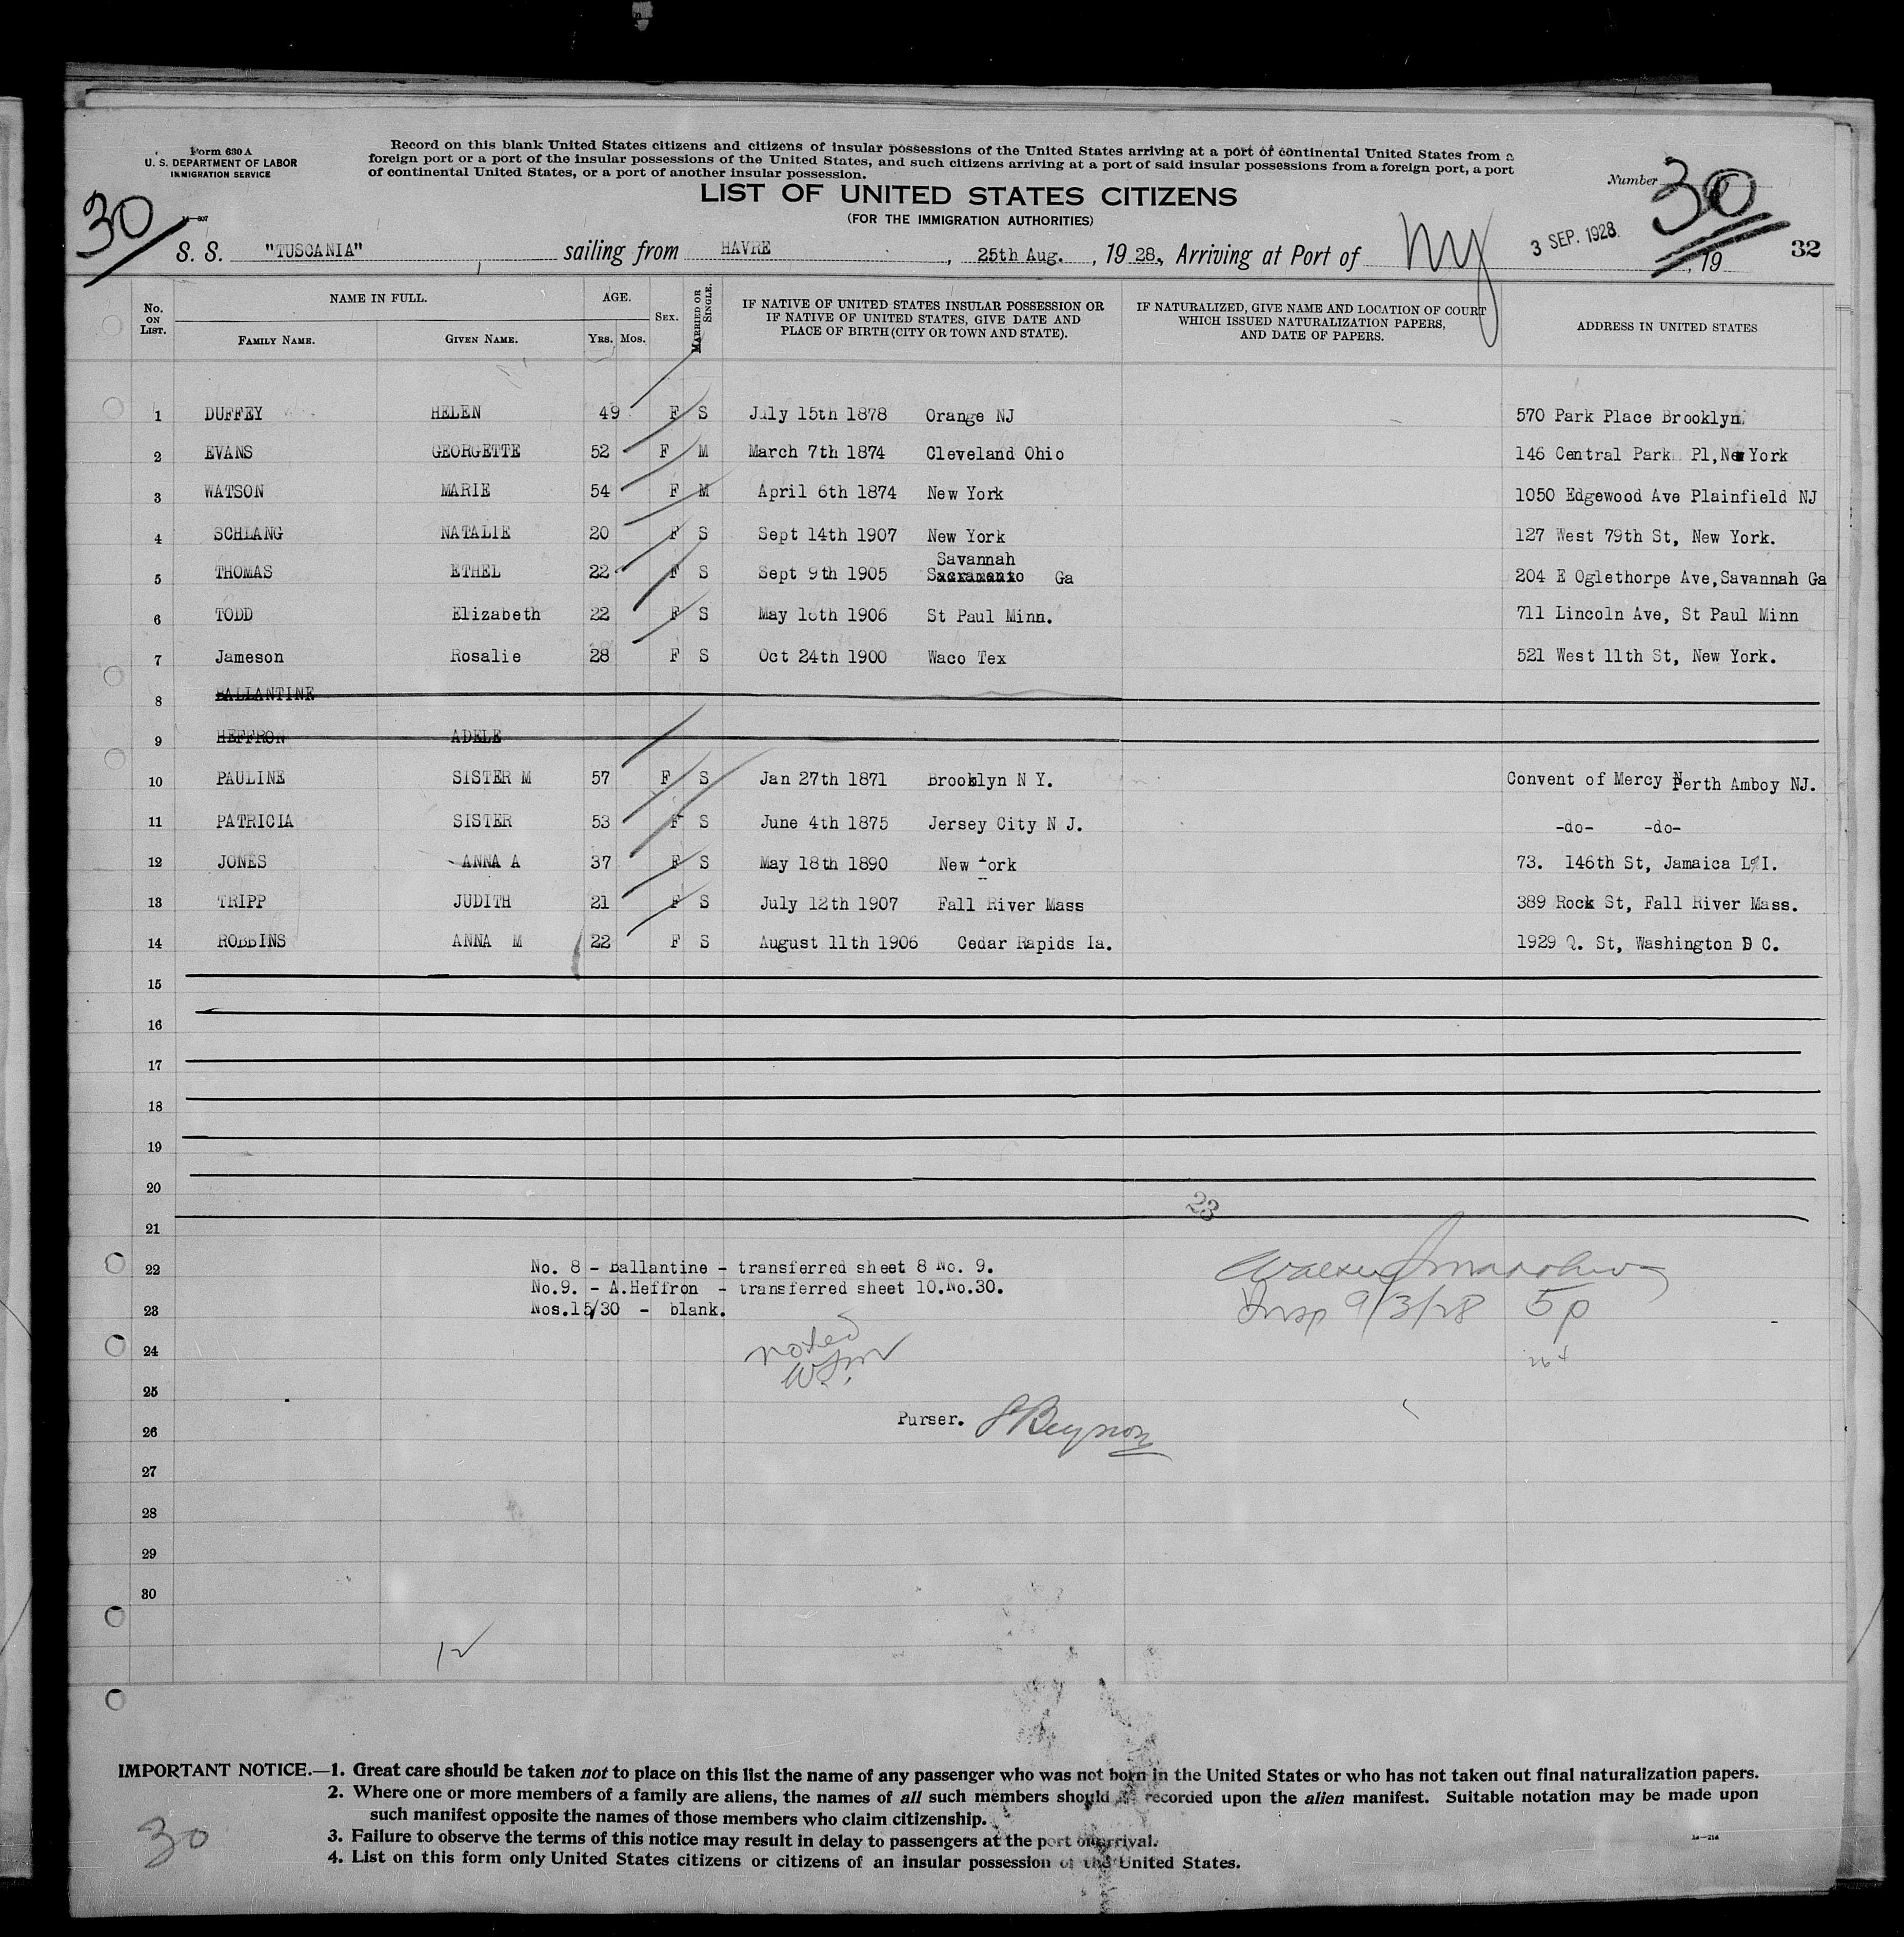 Form 630 A
U. S. DEPARTMENT OF LABOR
IMMIGRATION SERVICE
Record on this blank United States citizens and citizens of insular possessions of the United States arriving at a port of continental United States from a
foreign port or a port of the insular possessions of the United States, and such citizens arriving at a port of said insular possessions from a foreign port, a port
of continental United States, or a port of another insular possession.
LIST OF UNITED STATES CITIZENS
(FOR THE IMMIGRATION AUTHORITIES)
Number 30
30
S. S. "TUSCANIA" sailing from HAVRE, 25th Aug., 19 28., Arriving at Port of NY 3 SEP. 1928, 19 32
No. ON LIST. NAME IN FULL. FAMILY NAME. GIVEN NAME. AGE. YRS. MOS. SEX. MARRIED OR SINGLE. IF NATIVE OF UNITED STATES INSULAR POSSESSION OR IF NATIVE OF UNITED STATES, GIVE DATE AND PLACE OF BIRTH (CITY OR TOWN AND STATE). IF NATURALIZED, GIVE NAME AND LOCATION OF COURT WHICH ISSUED NATURALIZATION PAPERS, AND DATE OF PAPERS. ADDRESS IN UNITED STATES
1 DUFFEY HELEN 49 F S July 15th 1878 Orange NJ 570 Park Place Brooklyn
2 EVANS GEORGETTE 52 F M March 7th 1874 Cleveland Ohio 146 Central Park Pl, New York
3 WATSON MARIE 54 F M April 6th 1874 New York 1050 Edgewood Ave Plainfield NJ
4 SCHLANG NATALIE 20 F S Sept 14th 1907 New York 127 West 79th St, New York.
Savannah
5 THOMAS ETHEL 22 F S Sept 9th 1905 Sacramento Ga 204 E Oglethorpe Ave, Savannah Ga
6 TODD Elizabeth 22 F S May 1906 St Paul Minn. 711 Lincoln Ave, St Paul Minn
7 Jameson Rosalie 28 F S Oct 24th 1900 Waco Tex 521 West 11th St, New York.
8 BALLANTINE
9 HEFFRON ADELE
10 PAULINE SISTER M 57 F S Jan 27th 1871 Brooklyn N Y. Convent of Mercy Perth Amboy NJ.
11 PATRICIA SISTER 53 F S June 4th 1875 Jersey City N J. -do- -do-
12 JONES ANNA A 37 F S May 18th 1890 New York 73. 146th St, Jamaica L I.
13 TRIPP JUDITH 21 F S July 12th 1907 Fall River Mass 389 Rock St, Fall River Mass.
14 ROBBINS ANNA M 22 F S August 11th 1906 Cedar Rapids Ia. 1929 Q. St, Washington D C.
15
16
17
18
19
20
23
21
22 No. 8 - Ballantine - transferred sheet 8 No. 9.
No.9. - A.Heffron - transferred sheet 10.No.30.
23 Nos.15/30 - blank.
Insp 9/3/28 5p
24 noted
25
26 Purser. Beynon
27
28
29
30
12
IMPORTANT NOTICE.—1. Great care should be taken not to place on this list the name of any passenger who was not born in the United States or who has not taken out final naturalization papers.
2. Where one or more members of a family are aliens, the names of all such members should be recorded upon the alien manifest. Suitable notation may be made upon
such manifest opposite the names of those members who claim citizenship.
3. Failure to observe the terms of this notice may result in delay to passengers at the port of arrival.
4. List on this form only United States citizens or citizens of an insular possession of the United States.
30